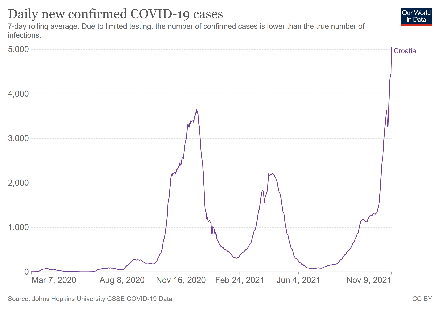 Daily new confirmed COVID-19 cases
Our World
in Data
7-day rolling average. Due to limited testing, the number of confirmed cases is lower than the true number of
infections.
5,000
Croatia
4,000
3,000
2,000
1,000
0
Mar 7, 2020 Aug 8, 2020 Nov 16, 2020 Feb 24, 2021 Jun 4, 2021 Nov 9, 2021
Source: Johns Hopkins University CSSE COVID-19 Data CC BY